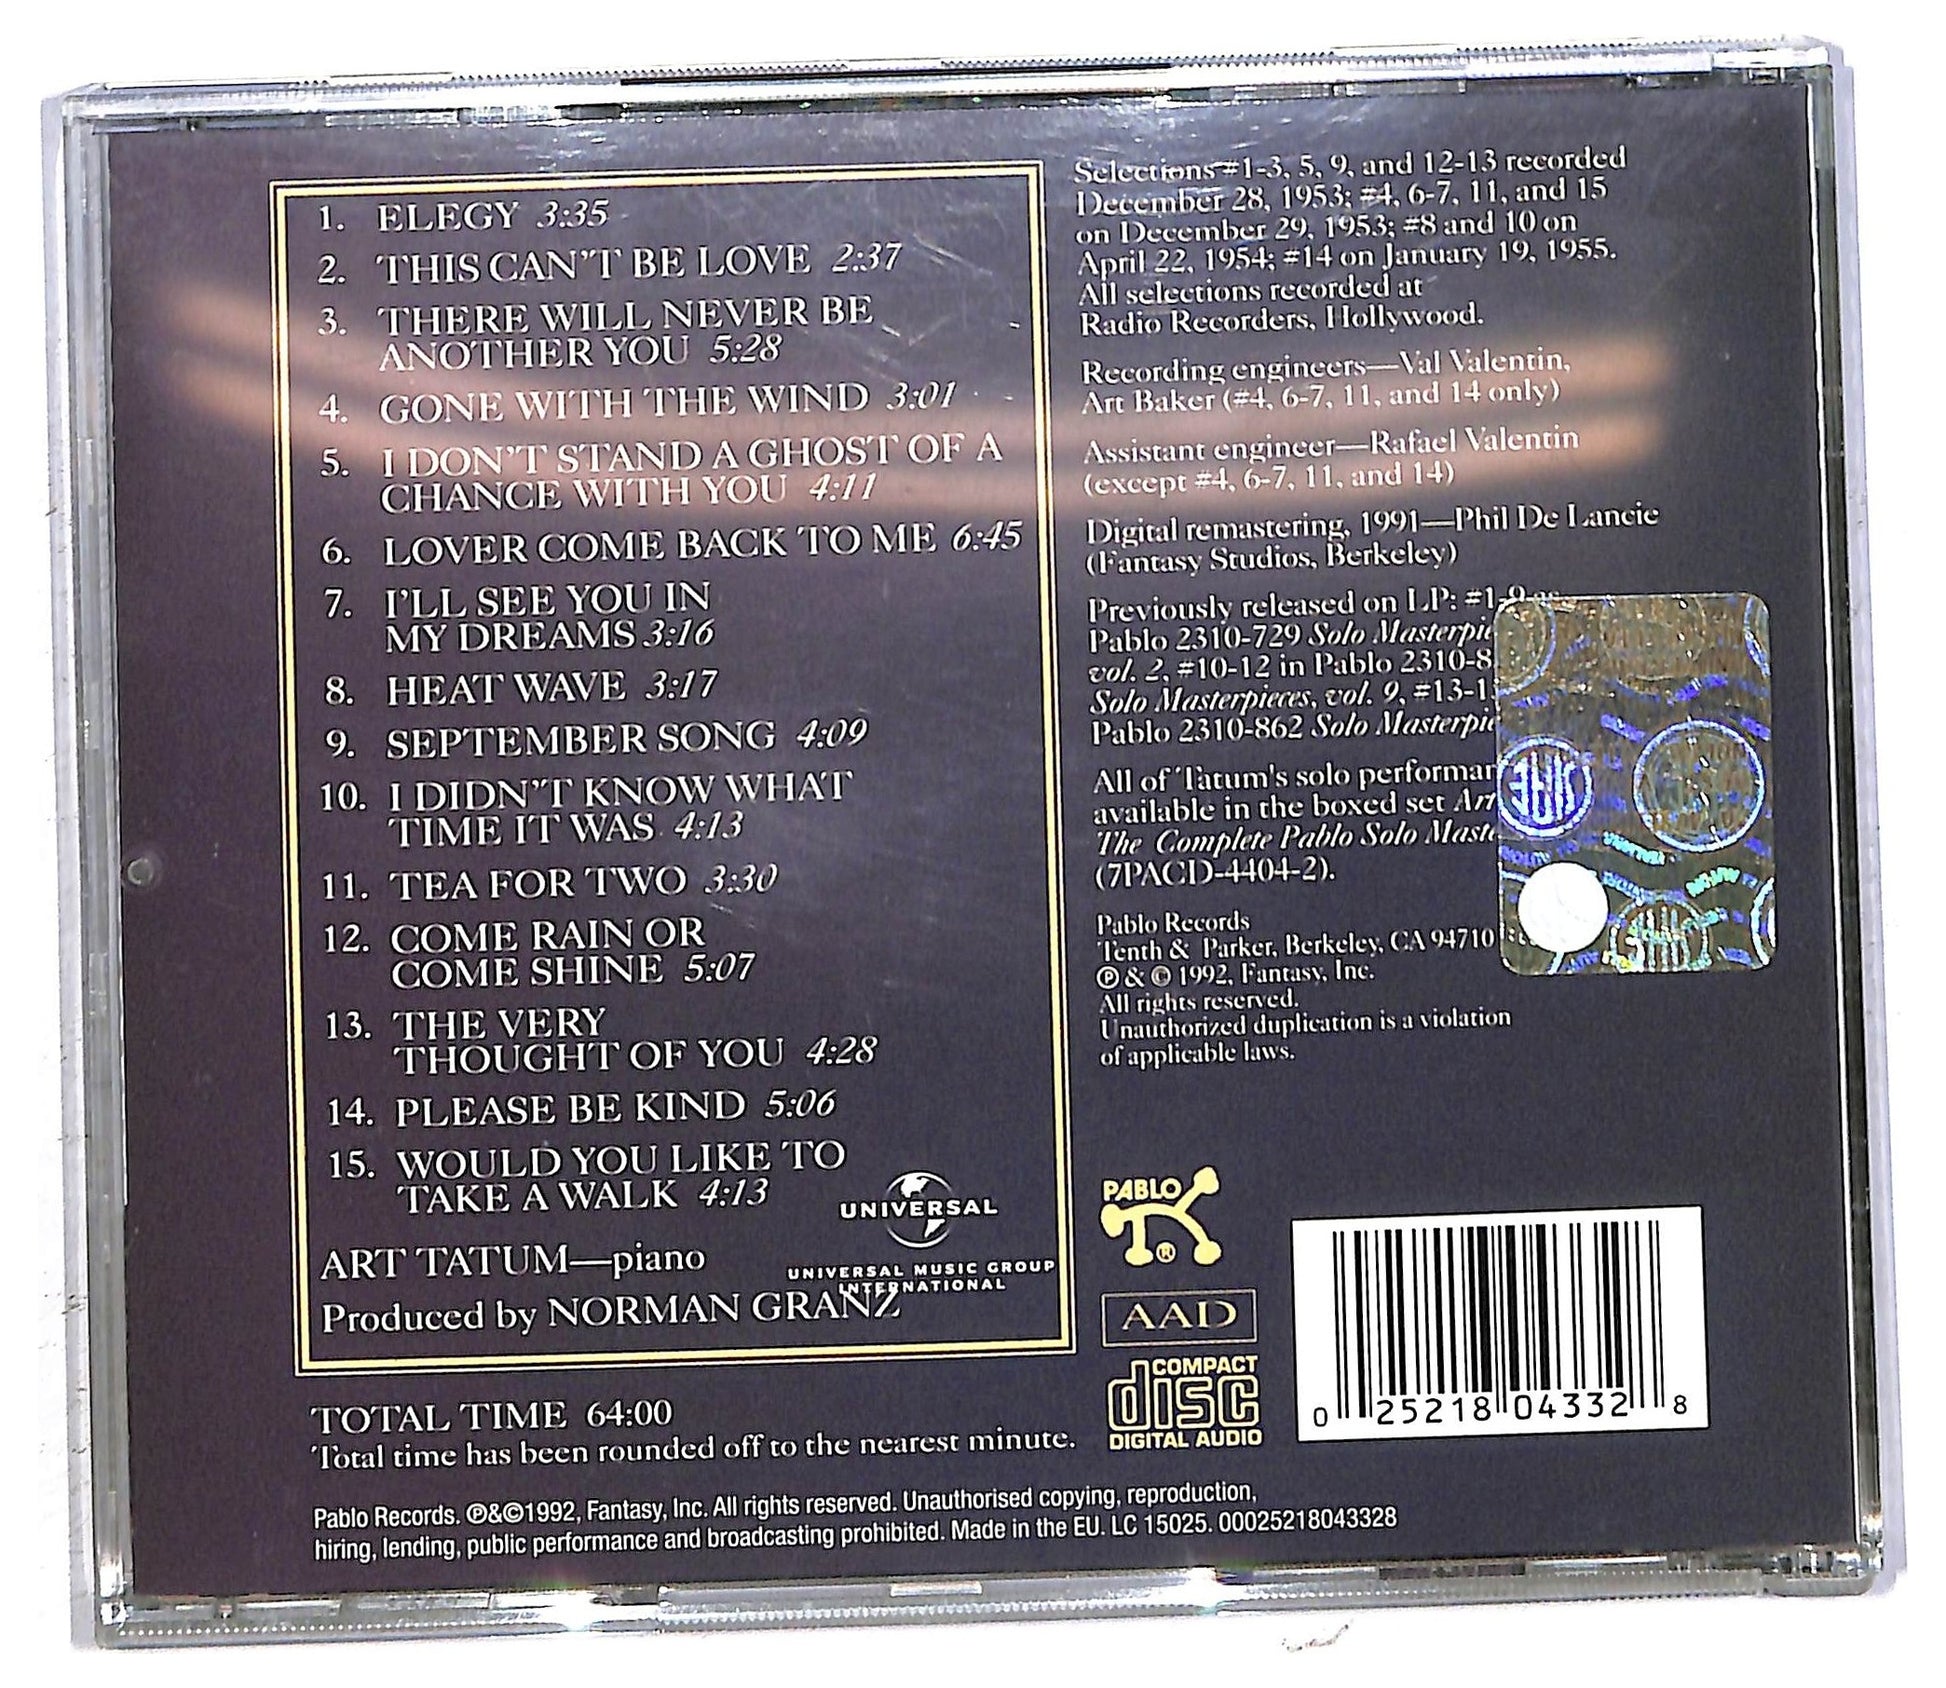 1. ELEGY 3:35
2. THIS CAN'T BE LOVE 2:37
3. THERE WILL NEVER BE
ANOTHER YOU 5:28
4. GONE WITH THE WIND 3:01
5. I DON'T STAND A GHOST OF A
CHANCE WITH YOU 4:11
6. LOVER COME BACK TO ME 6:45
7. I'LL SEE YOU IN
MY DREAMS 3:16
8. HEAT WAVE 3:17
9. SEPTEMBER SONG 4:09
10. I DIDN'T KNOW WHAT
TIME IT WAS 4:13
11. TEA FOR TWO 3:30
12. COME RAIN OR
COME SHINE 5:07
13. THE VERY
THOUGHT OF YOU 4:28
14. PLEASE BE KIND 5:06
15. WOULD YOU LIKE TO
TAKE A WALK 4:13
ART TATUM—piano
Produced by NORMAN GRANZ
UNIVERSAL
UNIVERSAL MUSIC GROUP
INTERNATIONAL
TOTAL TIME 64:00
Total time has been rounded off to the nearest minute.
Selections #1-3, 5, 9, and 12-13 recorded
December 28, 1953; #4, 6-7, 11, and 15
on December 29, 1953; #8 and 10 on
April 22, 1954; #14 on January 19, 1955.
All selections recorded at
Radio Recorders, Hollywood.
Recording engineers—Val Valentin,
Art Baker (#4, 6-7, 11, and 14 only)
Assistant engineer—Rafael Valentin
(except #4, 6-7, 11, and 14)
Digital remastering, 1991—Phil De Lancie
(Fantasy Studios, Berkeley)
Previously released on LP: #1-9
Pablo 2310-729 Solo
vol. 2, #10-12 in Pablo
Solo Masterpieces, vol. 9,
Pablo 2310-862 Solo
All of Tatum's solo
available in the boxed set
The Complete Pablo Solo
(7PACD-4404-2).
Pablo Records
Tenth & Parker, Berkeley, CA 94710
℗ & © 1992, Fantasy, Inc.
All rights reserved.
Unauthorized duplication is a violation
of applicable laws.
PABLO ®
AAD
COMPACT
disc
DIGITAL AUDIO
0 25218 04332 8
Pablo Records. ℗&©1992, Fantasy, Inc. All rights reserved. Unauthorised copying, reproduction,
hiring, lending, public performance and broadcasting prohibited. Made in the EU. LC 15025. 00025218043328